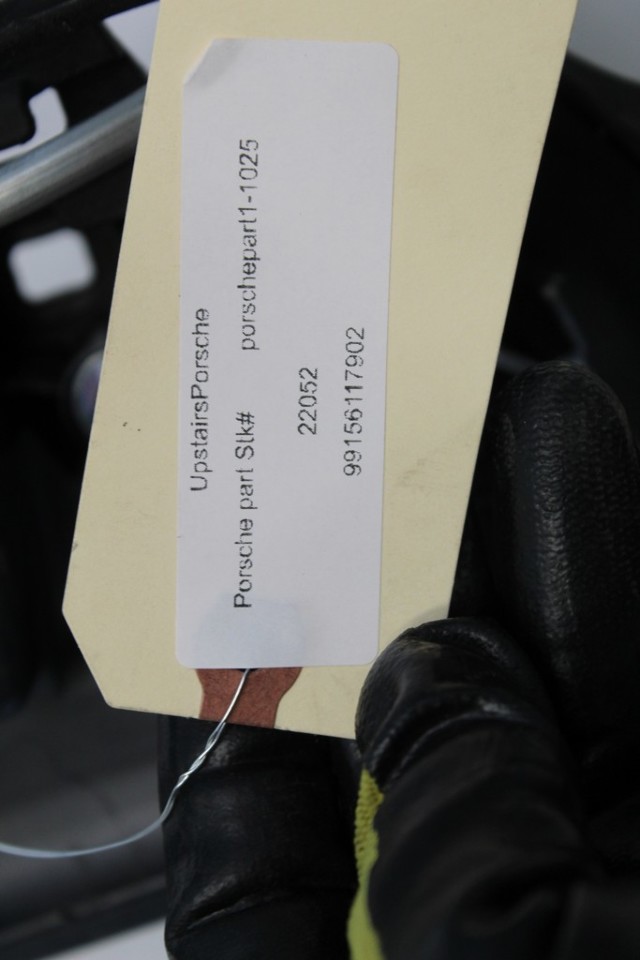 UpstairsPorsche
Porsche part Stk# porschepart1-1025
22052
99156117902